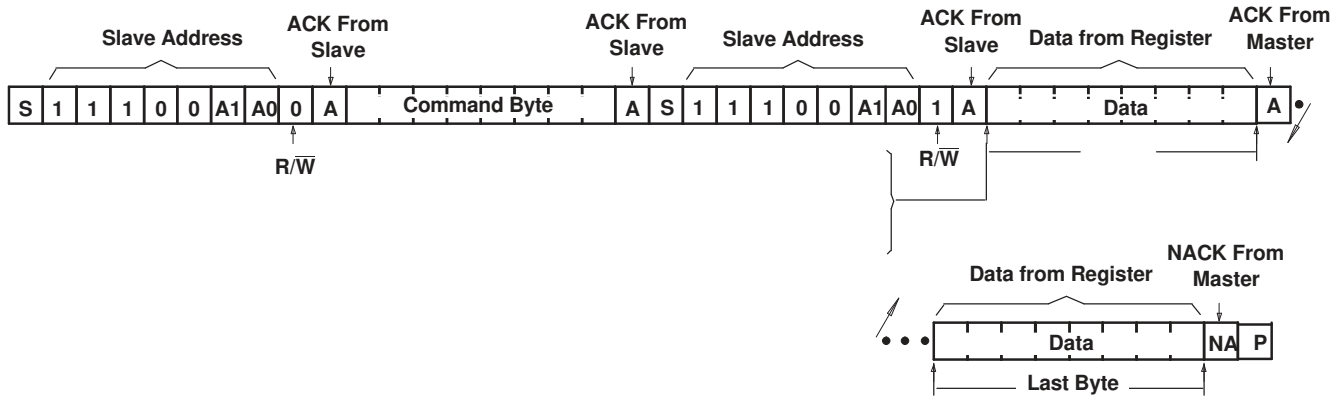 Slave Address
ACK From
Slave
ACK From
Slave
Slave Address
ACK From
Slave
Data from Register
ACK From
Master
S 1 1 1 0 0 A1 A0 0 A Command Byte A S 1 1 1 0 0 A1 A0 1 A Data A
R/W̅
R/W̅
Data from Register
NACK From
Master
Data NA P
Last Byte